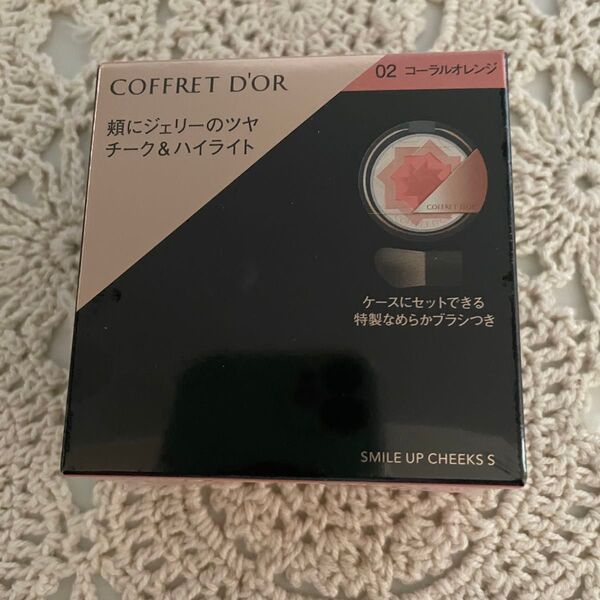 COFFRET D'OR
02 コーラルオレンジ
頬にジェリーのツヤ
チーク＆ハイライト
COFFRET D'OR
ケースにセットできる
特製なめらかブラシつき
SMILE UP CHEEKS S